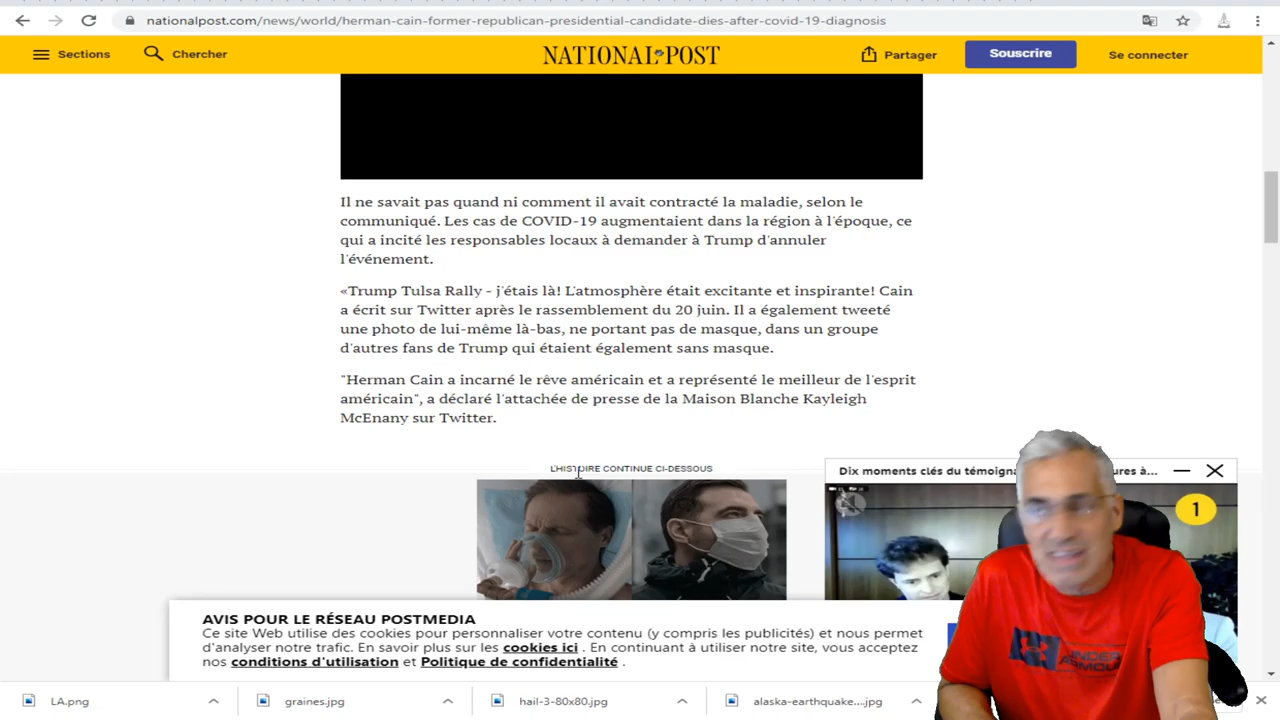 nationalpost.com/news/world/herman-cain-former-republican-presidential-candidate-dies-after-covid-19-diagnosis
Sections
Chercher
NATIONAL POST
Partager
Souscrire
Se connecter
Il ne savait pas quand ni comment il avait contracté la maladie, selon le
communiqué. Les cas de COVID-19 augmentaient dans la région à l'époque, ce
qui a incité les responsables locaux à demander à Trump d'annuler
l'événement.
«Trump Tulsa Rally - j'étais là! L'atmosphère était excitante et inspirante! Cain
a écrit sur Twitter après le rassemblement du 20 juin. Il a également tweeté
une photo de lui-même là-bas, ne portant pas de masque, dans un groupe
d'autres fans de Trump qui étaient également sans masque.
"Herman Cain a incarné le rêve américain et a représenté le meilleur de l'esprit
américain", a déclaré l'attachée de presse de la Maison Blanche Kayleigh
McEnany sur Twitter.
L'HISTOIRE CONTINUE CI-DESSOUS
Dix moments clés du témoigna
ures à...
1
AVIS POUR LE RÉSEAU POSTMEDIA
Ce site Web utilise des cookies pour personnaliser votre contenu (y compris les publicités) et nous permet
d'analyser notre trafic. En savoir plus sur les cookies ici . En continuant à utiliser notre site, vous acceptez
nos conditions d'utilisation et Politique de confidentialité .
UNDER
ARMOUR
LA.png
graines.jpg
hail-3-80x80.jpg
alaska-earthquake....jpg